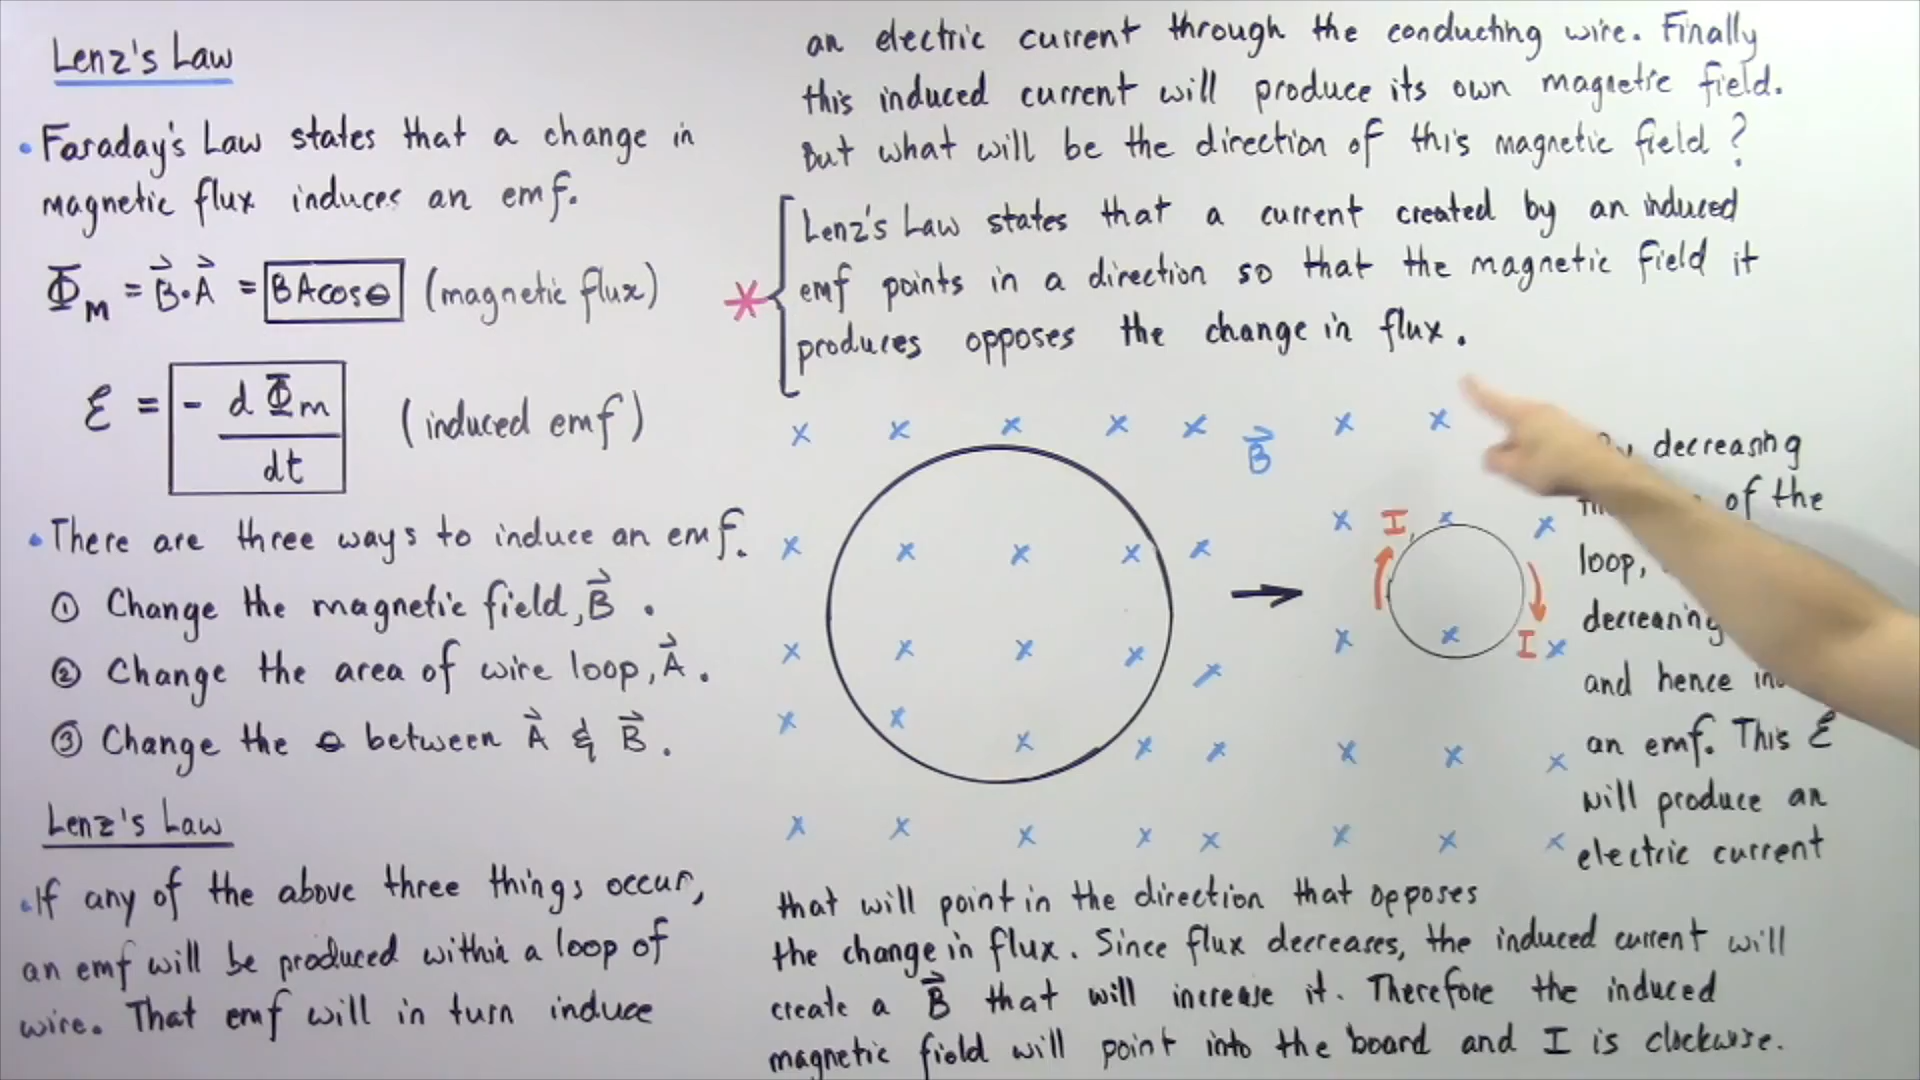 Lenz's Law
• Faraday's Law states that a change in
magnetic flux induces an emf.
Φm = B⃗·A⃗ = BAcosθ (magnetic flux)
ℰ = - dΦm/dt (induced emf)
• There are three ways to induce an emf.
① Change the magnetic field, B⃗ .
② Change the area of wire loop, A⃗ .
③ Change the θ between A⃗ & B⃗ .
Lenz's Law
• If any of the above three things occur,
an emf will be produced within a loop of
wire. That emf will in turn induce
an electric current through the conducting wire. Finally
this induced current will produce its own magnetic field.
But what will be the direction of this magnetic field?
* Lenz's Law states that a current created by an induced
emf points in a direction so that the magnetic field it
produces opposes the change in flux.
x x x x x B⃗ x x
x x x x x x I x x
x x x x x x x I x
x x x x x x x x
x x x x x x x x
decreasing
of the
loop,
decreasing
and hence
an emf. This ℰ
will produce an
electric current
that will point in the direction that opposes
the change in flux. Since flux decreases, the induced current will
create a B⃗ that will increase it. Therefore the induced
magnetic field will point into the board and I is clockwise.